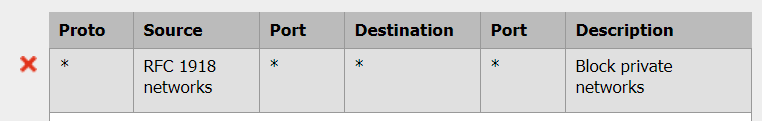 Proto Source Port Destination Port Description
* RFC 1918 * * * Block private
networks networks